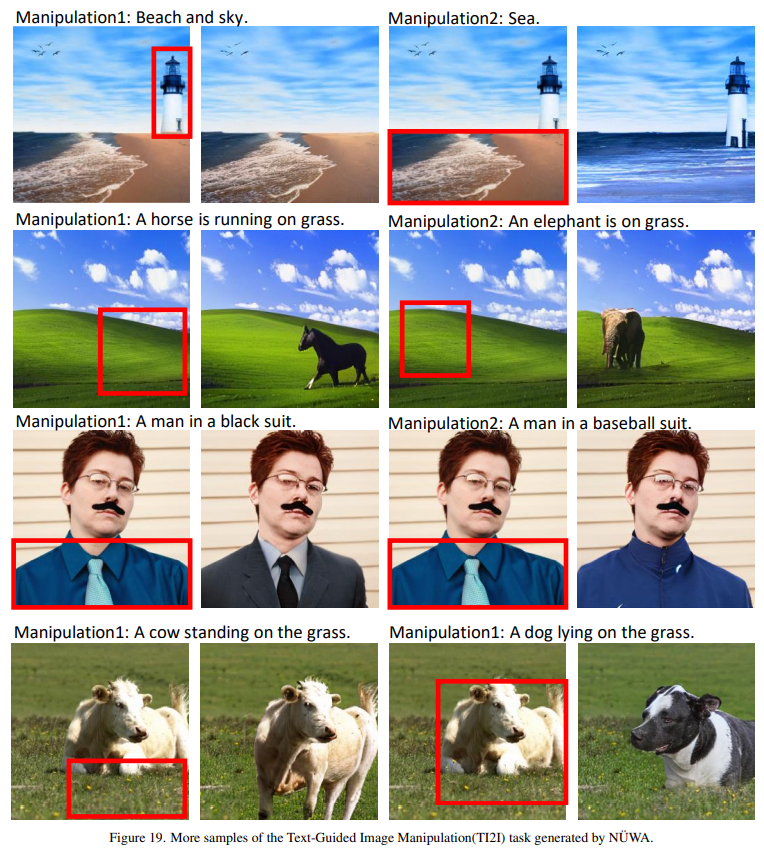 Manipulation1: Beach and sky.
Manipulation2: Sea.
Manipulation1: A horse is running on grass.
Manipulation2: An elephant is on grass.
Manipulation1: A man in a black suit.
Manipulation2: A man in a baseball suit.
Manipulation1: A cow standing on the grass.
Manipulation1: A dog lying on the grass.
Figure 19. More samples of the Text-Guided Image Manipulation(TI2I) task generated by NÜWA.